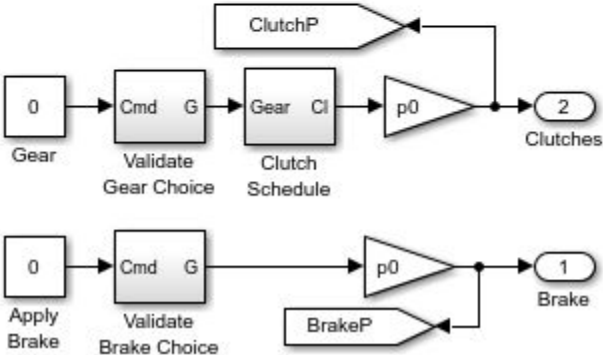 ClutchP
0
Cmd G
Gear Cl
p0
2
Gear
Validate
Gear Choice
Clutch
Schedule
Clutches
0
Cmd G
p0
1
Apply
Brake
Validate
Brake Choice
BrakeP
Brake